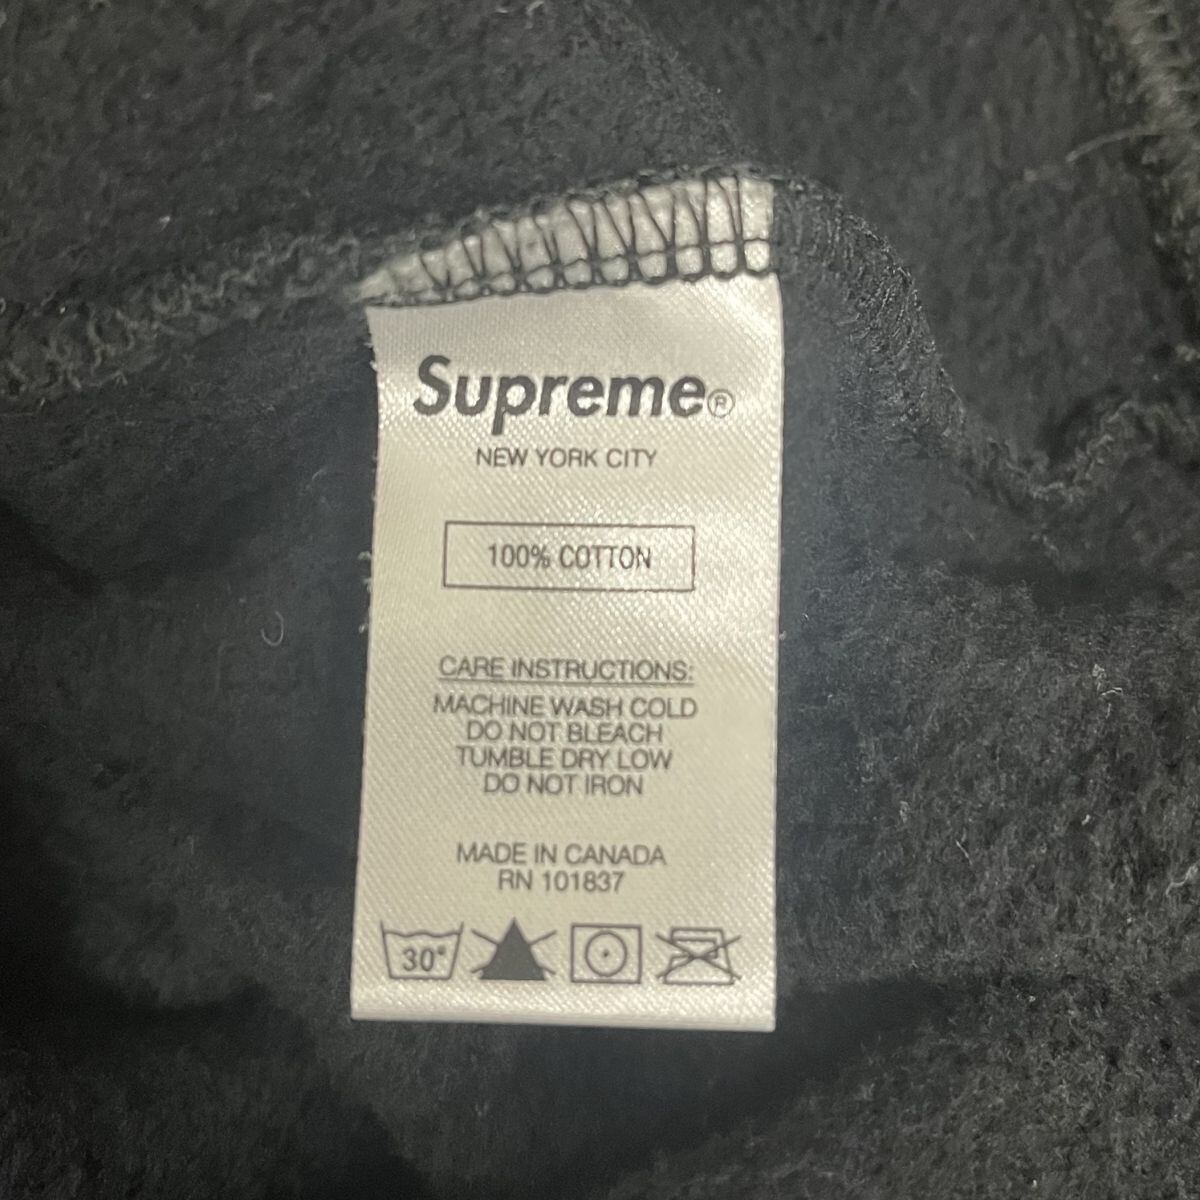 Supreme®
NEW YORK CITY
100% COTTON
CARE INSTRUCTIONS:
MACHINE WASH COLD
DO NOT BLEACH
TUMBLE DRY LOW
DO NOT IRON
MADE IN CANADA
RN 101837
30°